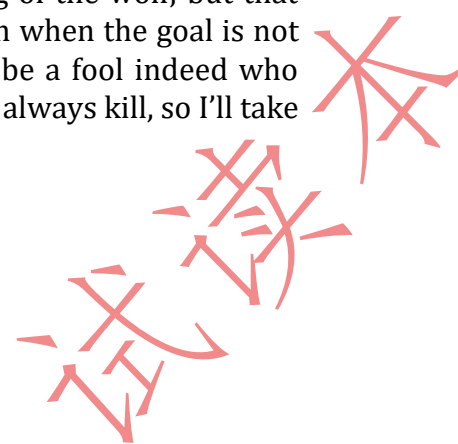 g of the wolf, but that
n when the goal is not
be a fool indeed who
always kill, so I'll take
试读本